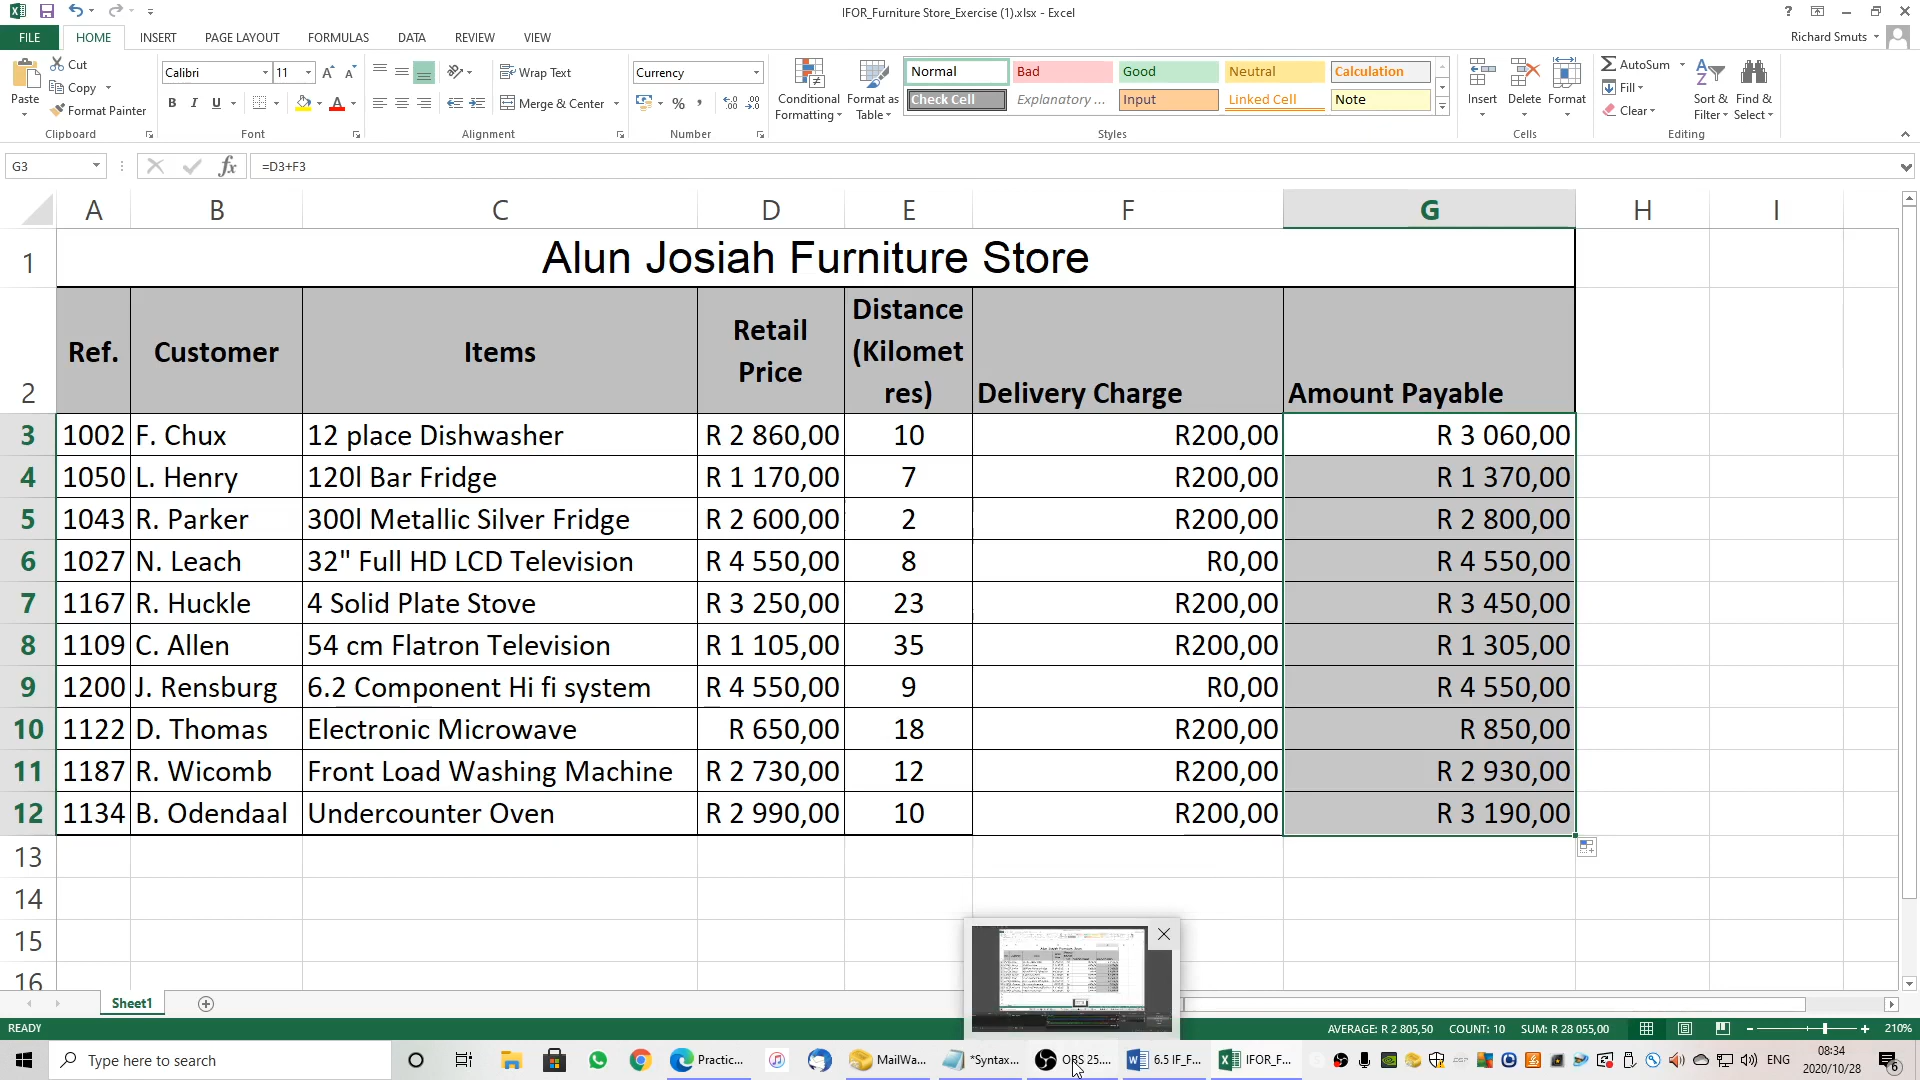 IFOR_Furniture Store_Exercise (1).xlsx - Excel
FILE HOME INSERT PAGE LAYOUT FORMULAS DATA REVIEW VIEW Richard Smuts
Paste Cut Copy Format Painter Clipboard
Calibri 11 B I U Font
Wrap Text Merge & Center Alignment
Currency % Number
Conditional Formatting Format as Table
Normal Bad Good Neutral Calculation
Check Cell Explanatory ... Input Linked Cell Note
Styles
Insert Delete Format Cells
AutoSum Fill Clear Sort & Filter Find & Select Editing
G3 fx =D3+F3
A B C D E F G H I
1 Alun Josiah Furniture Store
2 Ref. Customer Items Retail Price Distance (Kilometres) Delivery Charge Amount Payable
3 1002 F. Chux 12 place Dishwasher R 2 860,00 10 R200,00 R 3 060,00
4 1050 L. Henry 120l Bar Fridge R 1 170,00 7 R200,00 R 1 370,00
5 1043 R. Parker 300l Metallic Silver Fridge R 2 600,00 2 R200,00 R 2 800,00
6 1027 N. Leach 32" Full HD LCD Television R 4 550,00 8 R0,00 R 4 550,00
7 1167 R. Huckle 4 Solid Plate Stove R 3 250,00 23 R200,00 R 3 450,00
8 1109 C. Allen 54 cm Flatron Television R 1 105,00 35 R200,00 R 1 305,00
9 1200 J. Rensburg 6.2 Component Hi fi system R 4 550,00 9 R0,00 R 4 550,00
10 1122 D. Thomas Electronic Microwave R 650,00 18 R200,00 R 850,00
11 1187 R. Wicomb Front Load Washing Machine R 2 730,00 12 R200,00 R 2 930,00
12 1134 B. Odendaal Undercounter Oven R 2 990,00 10 R200,00 R 3 190,00
13
14
15
16
Sheet1
READY AVERAGE: R 2 805,50 COUNT: 10 SUM: R 28 055,00 210%
Type here to search Practic... MailWa... *Syntax... OBS 25.... 6.5 IF_F... IFOR_F... ENG 08:34
2020/10/28 6